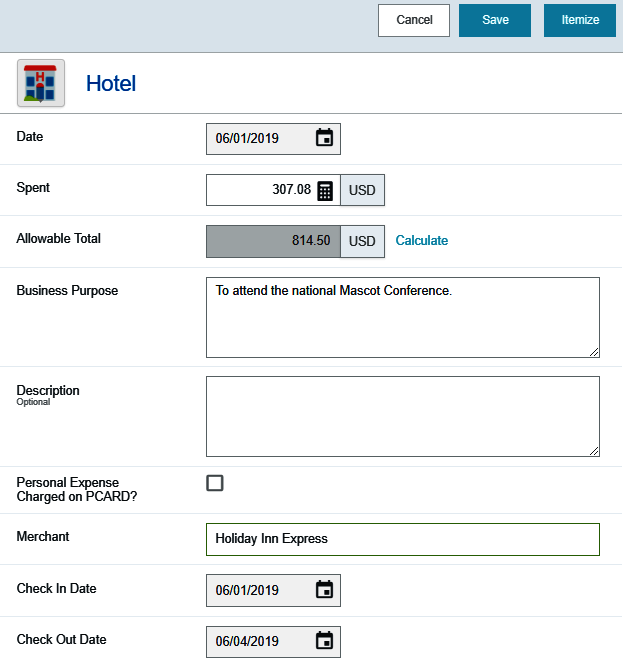 Cancel Save Itemize
H
Hotel
Date 06/01/2019
Spent 307.08 USD
Allowable Total 814.50 USD Calculate
Business Purpose To attend the national Mascot Conference.
Description
Optional
Personal Expense
Charged on PCARD?
Merchant Holiday Inn Express
Check In Date 06/01/2019
Check Out Date 06/04/2019